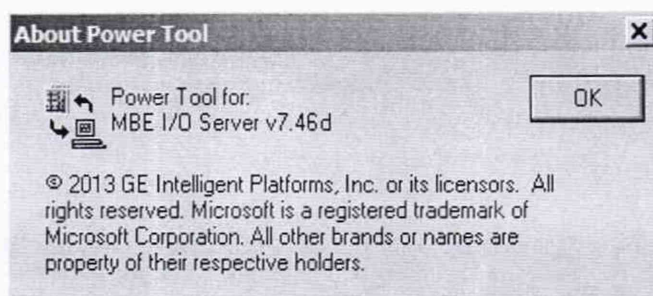 About Power Tool
Power Tool for:
MBE I/O Server v7.46d
OK
© 2013 GE Intelligent Platforms, Inc. or its licensors. All
rights reserved. Microsoft is a registered trademark of
Microsoft Corporation. All other brands or names are
property of their respective holders.